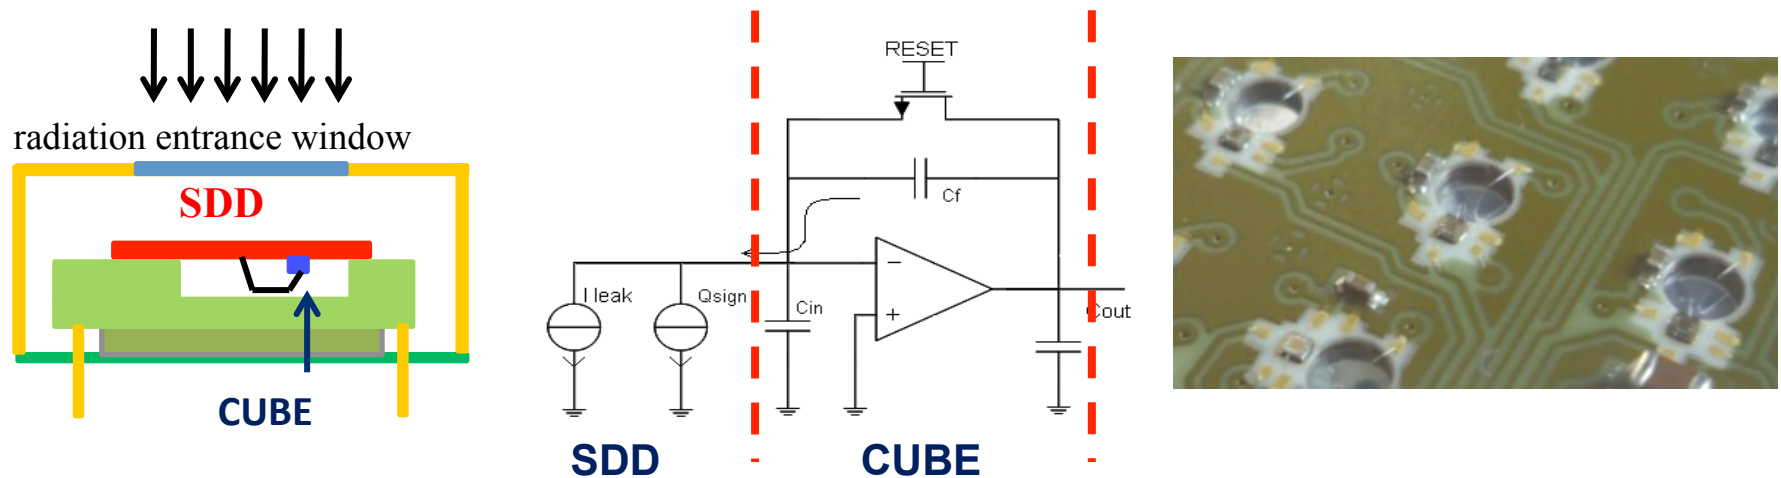 radiation entrance window
SDD
CUBE
RESET
Cf
I leak
Qsign
Cin
−
+
Cout
SDD
CUBE